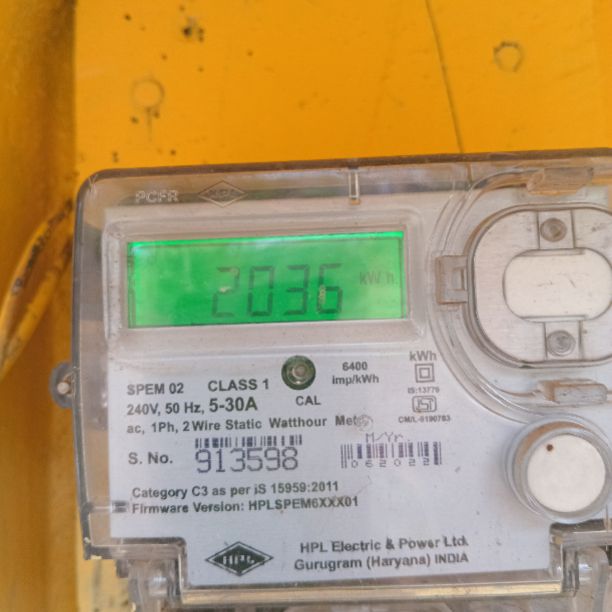 PCFR HPL
2036 kWh
SPEM 02 CLASS 1 6400 imp/kWh kWh
IS:13779
240V, 50 Hz, 5-30A CAL
CM/L-0190783
ac, 1Ph, 2 Wire Static Watthour
M/Yr.
S. No. 913598 062022
Category C3 as per IS 15959:2011
Firmware Version: HPLSPEM6XXX01
HPL HPL Electric & Power Ltd.
Gurugram (Haryana) INDIA